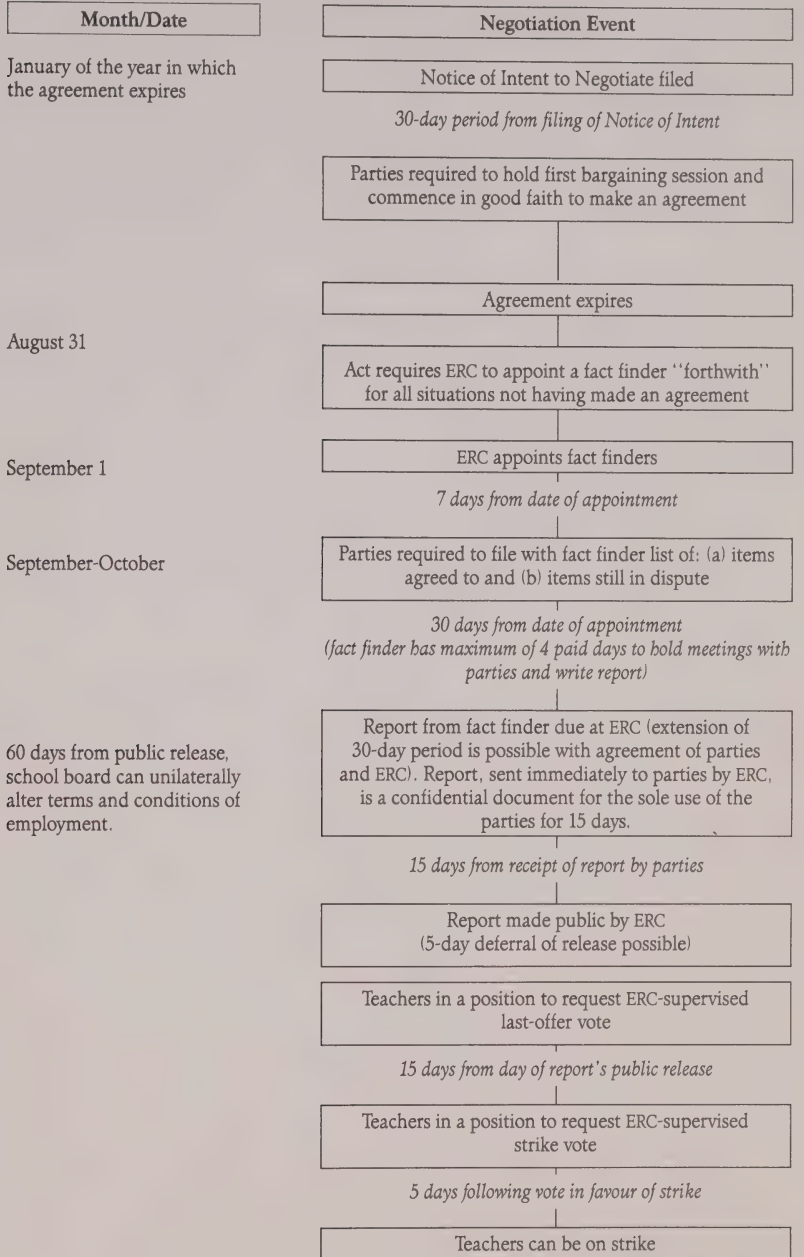 Month/Date
Negotiation Event
January of the year in which
the agreement expires
Notice of Intent to Negotiate filed
30-day period from filing of Notice of Intent
Parties required to hold first bargaining session and
commence in good faith to make an agreement
Agreement expires
August 31
Act requires ERC to appoint a fact finder "forthwith"
for all situations not having made an agreement
September 1
ERC appoints fact finders
7 days from date of appointment
September-October
Parties required to file with fact finder list of: (a) items
agreed to and (b) items still in dispute
30 days from date of appointment
(fact finder has maximum of 4 paid days to hold meetings with
parties and write report)
60 days from public release,
school board can unilaterally
alter terms and conditions of
employment.
Report from fact finder due at ERC (extension of
30-day period is possible with agreement of parties
and ERC). Report, sent immediately to parties by ERC,
is a confidential document for the sole use of the
parties for 15 days.
15 days from receipt of report by parties
Report made public by ERC
(5-day deferral of release possible)
Teachers in a position to request ERC-supervised
last-offer vote
15 days from day of report's public release
Teachers in a position to request ERC-supervised
strike vote
5 days following vote in favour of strike
Teachers can be on strike